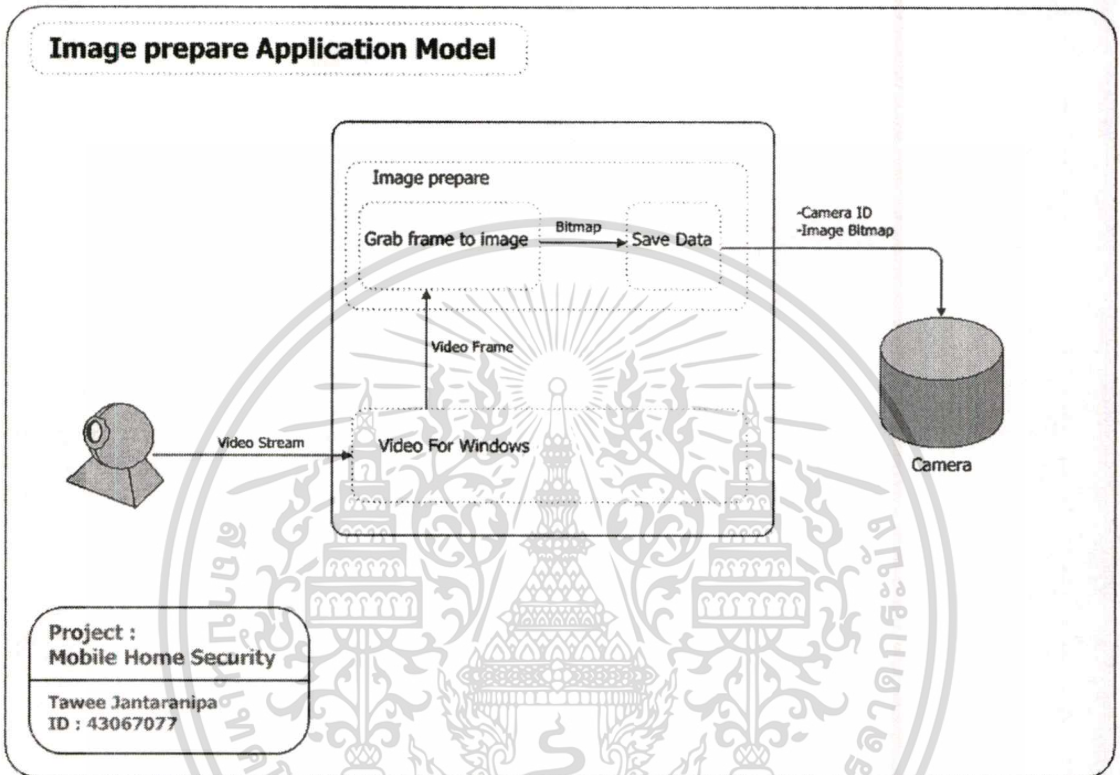 Image prepare Application Model
Image prepare
Grab frame to image
Bitmap
Save Data
-Camera ID
-Image Bitmap
Video Frame
Video Stream
Video For Windows
Camera
Project :
Mobile Home Security
Tawee Jantaranipa
ID : 43067077